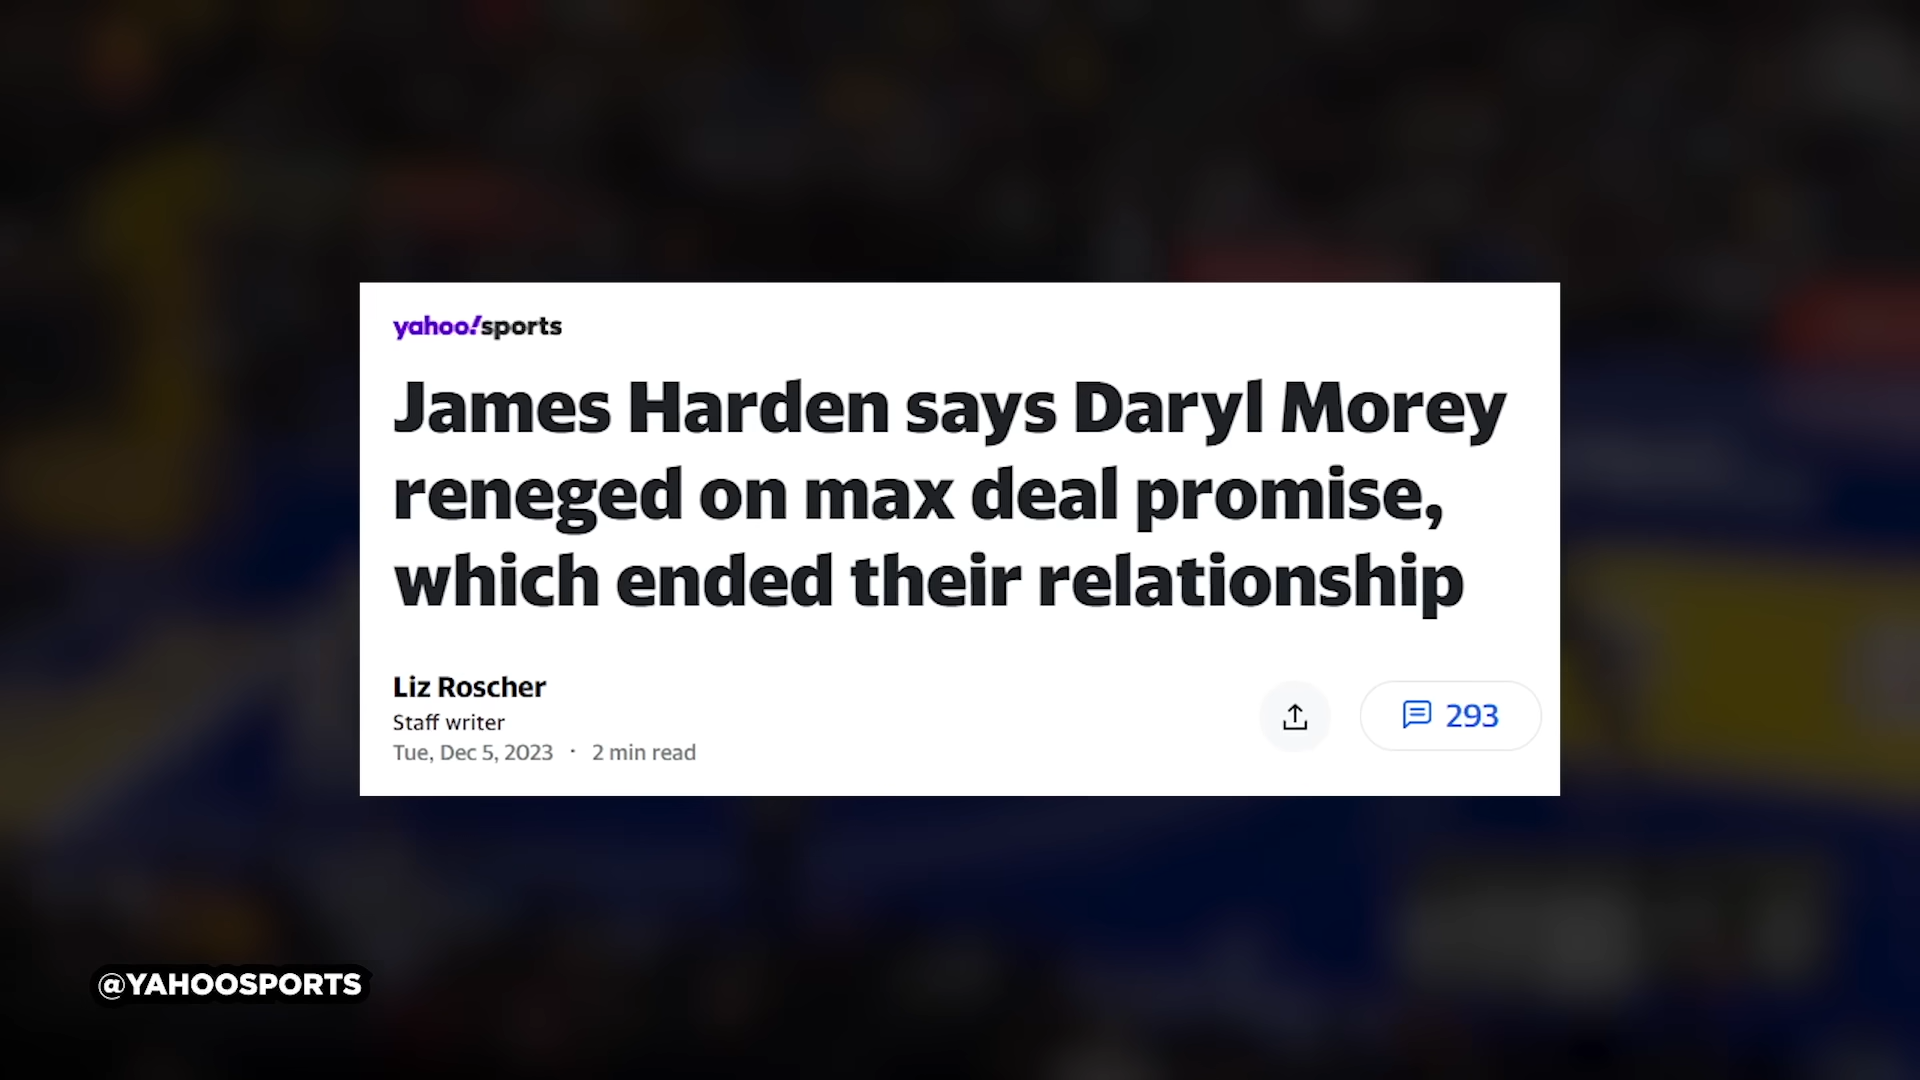 yahoo!sports
James Harden says Daryl Morey
reneged on max deal promise,
which ended their relationship
Liz Roscher
Staff writer
Tue, Dec 5, 2023 · 2 min read
293
@YAHOOSPORTS